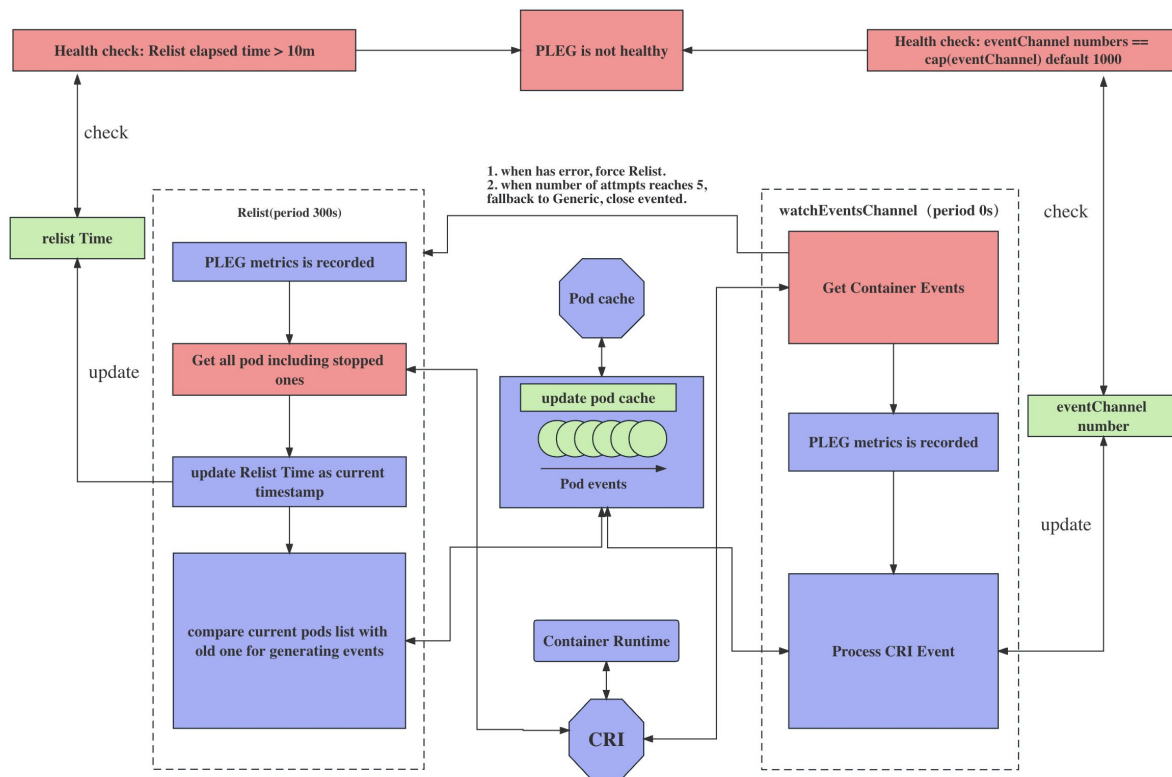 Health check: Relist elapsed time > 10m
PLEG is not healthy
Health check: eventChannel numbers ==
cap(eventChannel) default 1000
check
1. when has error, force Relist.
2. when number of attmpts reaches 5,
fallback to Generic, close evented.
Relist(period 300s)
watchEventsChannel（period 0s）
check
relist Time
PLEG metrics is recorded
Pod cache
Get Container Events
Get all pod including stopped
ones
update
update pod cache
eventChannel
number
PLEG metrics is recorded
Pod events
update Relist Time as current
timestamp
update
compare current pods list with
old one for generating events
Container Runtime
Process CRI Event
CRI